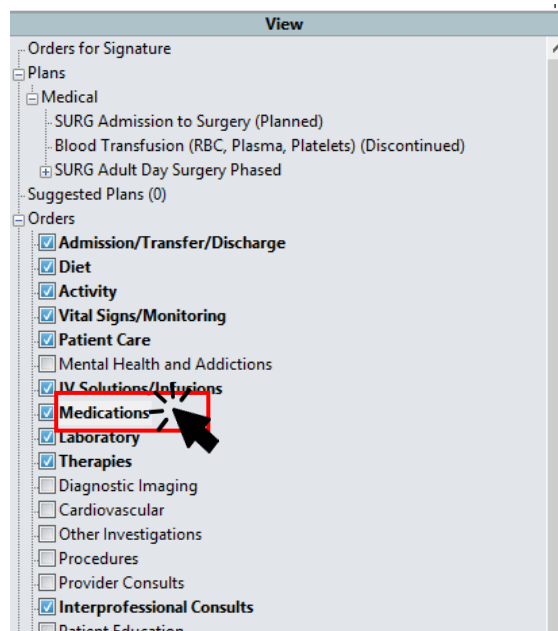 View
Orders for Signature
Plans
Medical
SURG Admission to Surgery (Planned)
Blood Transfusion (RBC, Plasma, Platelets) (Discontinued)
SURG Adult Day Surgery Phased
Suggested Plans (0)
Orders
Admission/Transfer/Discharge
Diet
Activity
Vital Signs/Monitoring
Patient Care
Mental Health and Addictions
IV Solutions/Infusions
Medications
Laboratory
Therapies
Diagnostic Imaging
Cardiovascular
Other Investigations
Procedures
Provider Consults
Interprofessional Consults
Patient Education